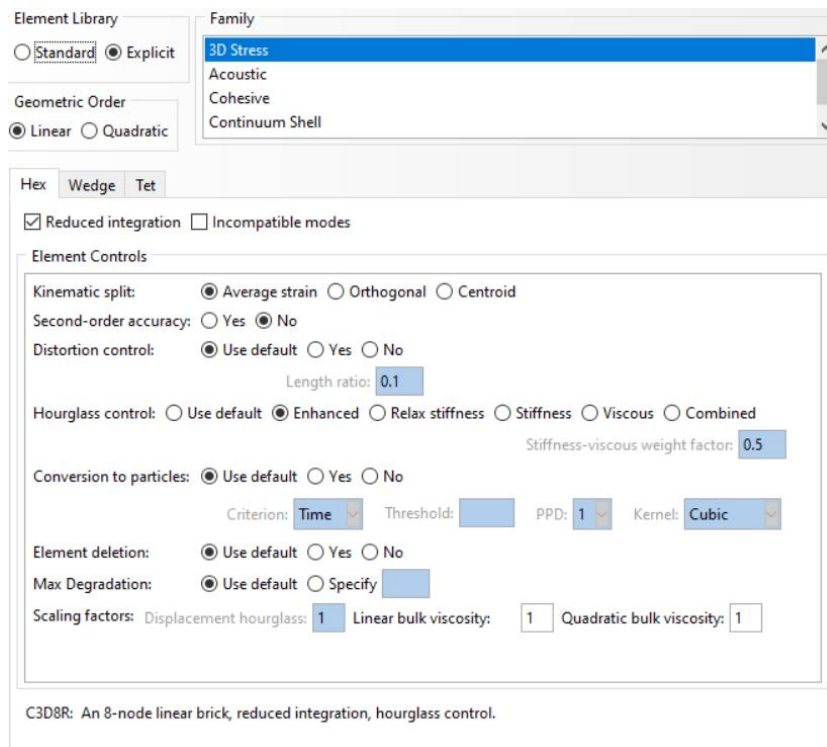 Element Library
Family
Standard Explicit
3D Stress
Acoustic
Cohesive
Continuum Shell
Geometric Order
Linear Quadratic
Hex Wedge Tet
Reduced integration Incompatible modes
Element Controls
Kinematic split: Average strain Orthogonal Centroid
Second-order accuracy: Yes No
Distortion control: Use default Yes No
Length ratio: 0.1
Hourglass control: Use default Enhanced Relax stiffness Stiffness Viscous Combined
Stiffness-viscous weight factor: 0.5
Conversion to particles: Use default Yes No
Criterion: Time Threshold: PPD: 1 Kernel: Cubic
Element deletion: Use default Yes No
Max Degradation: Use default Specify
Scaling factors: Displacement hourglass: 1 Linear bulk viscosity: 1 Quadratic bulk viscosity: 1
C3D8R: An 8-node linear brick, reduced integration, hourglass control.